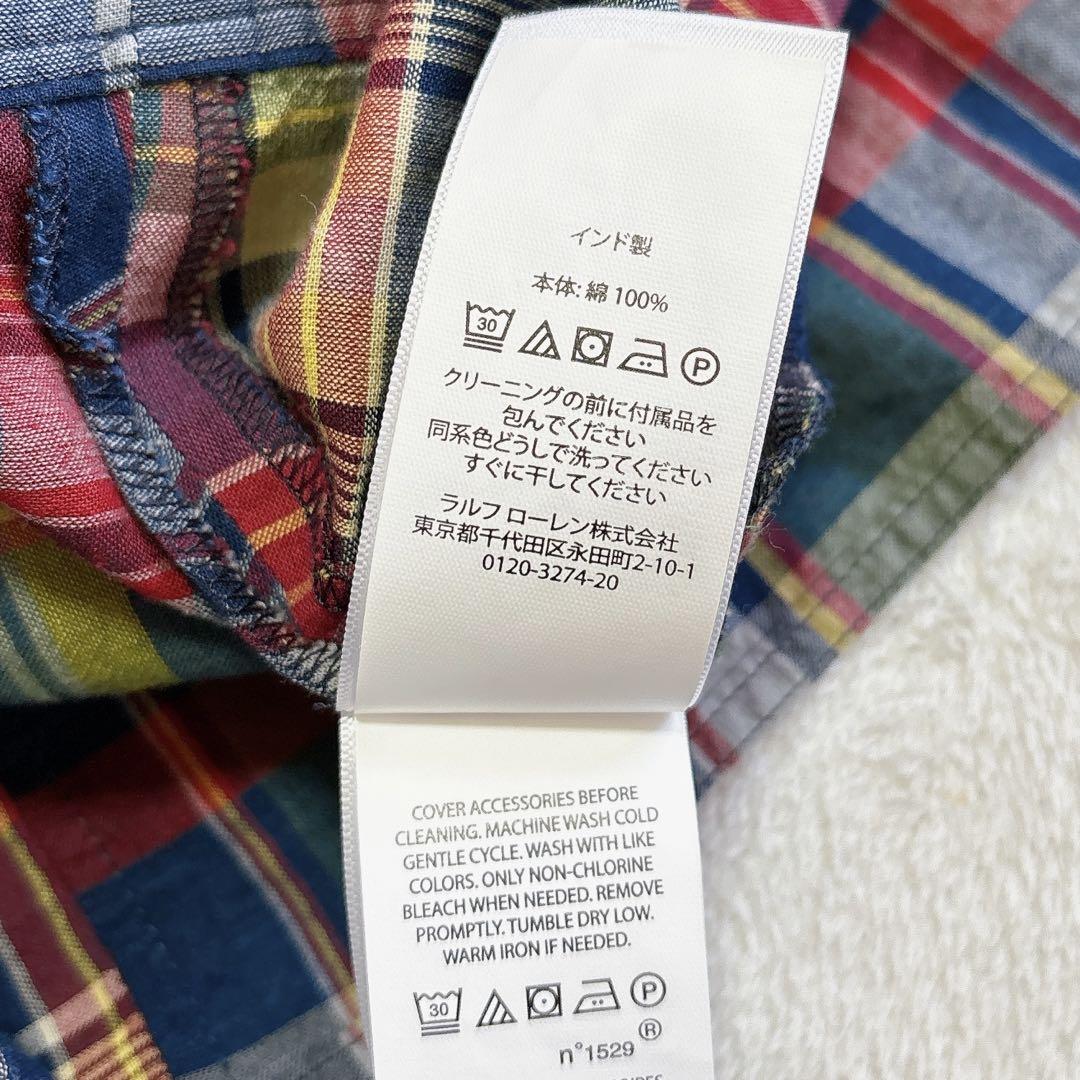 インド製
本体: 綿 100%
30 P
クリーニングの前に付属品を
包んでください
同系色どうしで洗ってください
すぐに干してください
ラルフ ローレン株式会社
東京都千代田区永田町2-10-1
0120-3274-20
COVER ACCESSORIES BEFORE
CLEANING. MACHINE WASH COLD
GENTLE CYCLE. WASH WITH LIKE
COLORS. ONLY NON-CHLORINE
BLEACH WHEN NEEDED. REMOVE
PROMPTLY. TUMBLE DRY LOW.
WARM IRON IF NEEDED.
30 P
®
n°1529